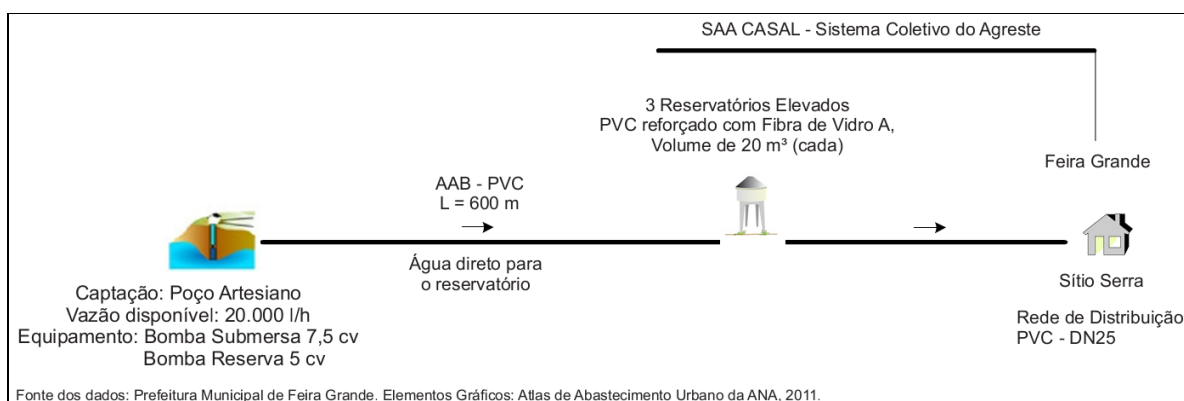 SAA CASAL - Sistema Coletivo do Agreste
3 Reservatórios Elevados
PVC reforçado com Fibra de Vidro A,
Volume de 20 m³ (cada)
Feira Grande
AAB - PVC
L = 600 m
Água direto para
o reservatório
Captação: Poço Artesiano
Vazão disponível: 20.000 l/h
Equipamento: Bomba Submersa 7,5 cv
Bomba Reserva 5 cv
Sítio Serra
Rede de Distribuição
PVC - DN25
Fonte dos dados: Prefeitura Municipal de Feira Grande. Elementos Gráficos: Atlas de Abastecimento Urbano da ANA, 2011.